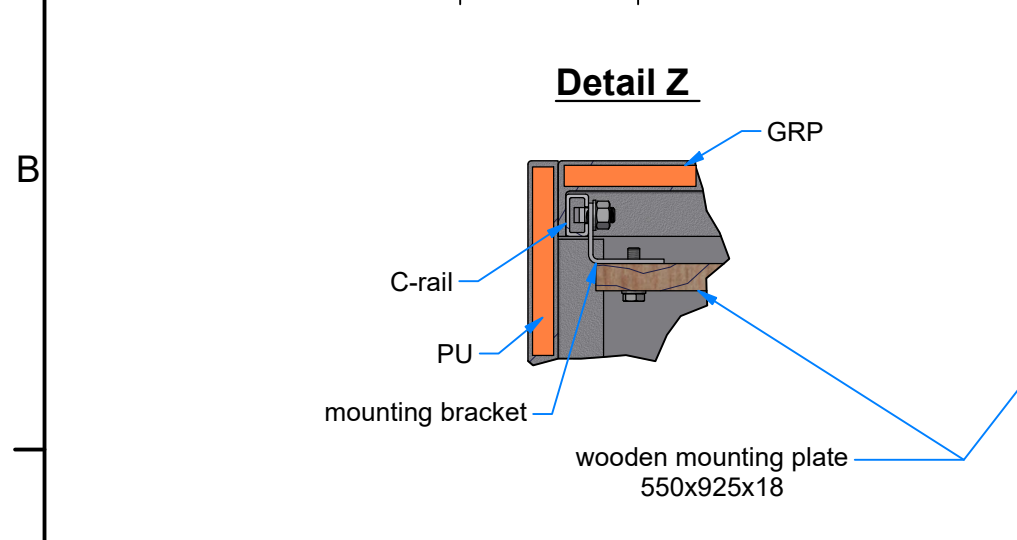 Detail Z
GRP
B
C-rail
PU
mounting bracket
wooden mounting plate
550x925x18